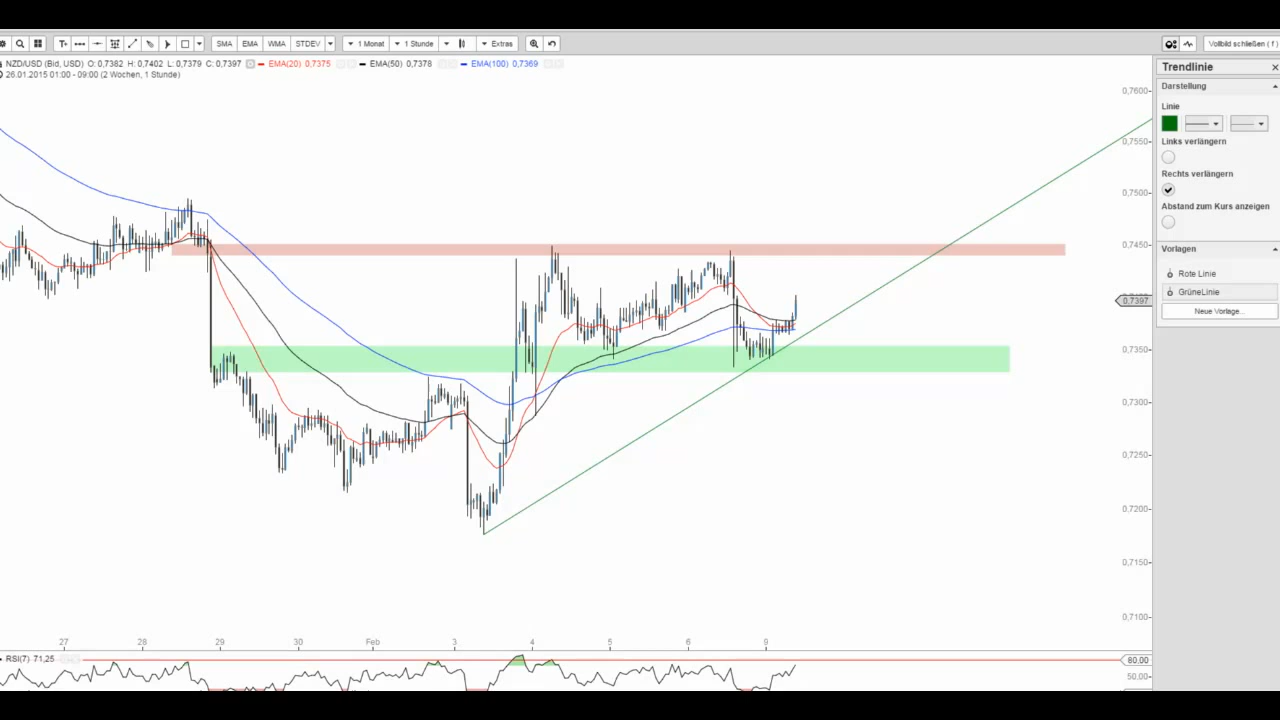 T+ SMA EMA WMA STDEV 1 Monat 1 Stunde Extras Vollbild schließen ( f )
NZD/USD (Bid, USD) O: 0,7382 H: 0,7402 L: 0,7379 C: 0,7397 EMA(20) 0,7375 EMA(50) 0,7378 EMA(100) 0,7369
26.01.2015 01:00 - 09:00 (2 Wochen, 1 Stunde)
Trendlinie
Darstellung
Linie
Links verlängern
Rechts verlängern
Abstand zum Kurs anzeigen
Vorlagen
Rote Linie
GrüneLinie
Neue Vorlage...
0,7600
0,7550
0,7500
0,7450
0,7397
0,7350
0,7300
0,7250
0,7200
0,7150
0,7100
27 28 29 30 Feb 3 4 5 6 9
RSI(7) 71,25
80.00
50.00